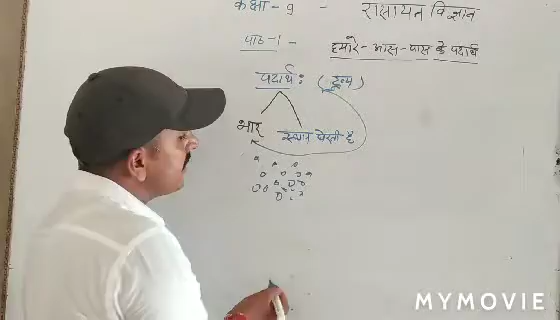 कक्षा - 9 - रासायन विज्ञान
पाठ-1 - हमारे-आस-पास के पदार्थ
पदार्थ : (द्रव्य)
भार स्थान घेरती है
MYMOVIE